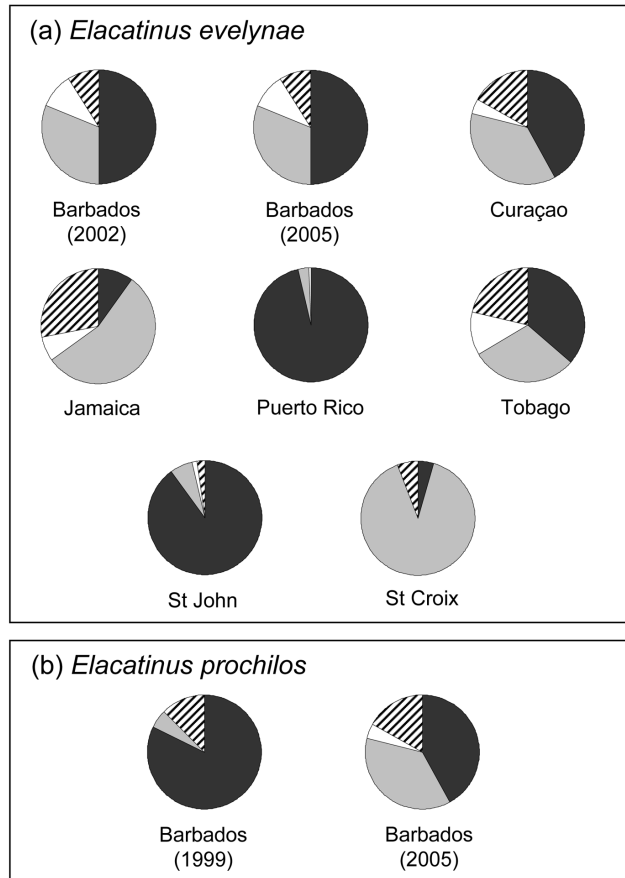 (a) Elacatinus evelynae
Barbados
(2002)
Barbados
(2005)
Curaçao
Jamaica
Puerto Rico
Tobago
St John
St Croix
(b) Elacatinus prochilos
Barbados
(1999)
Barbados
(2005)